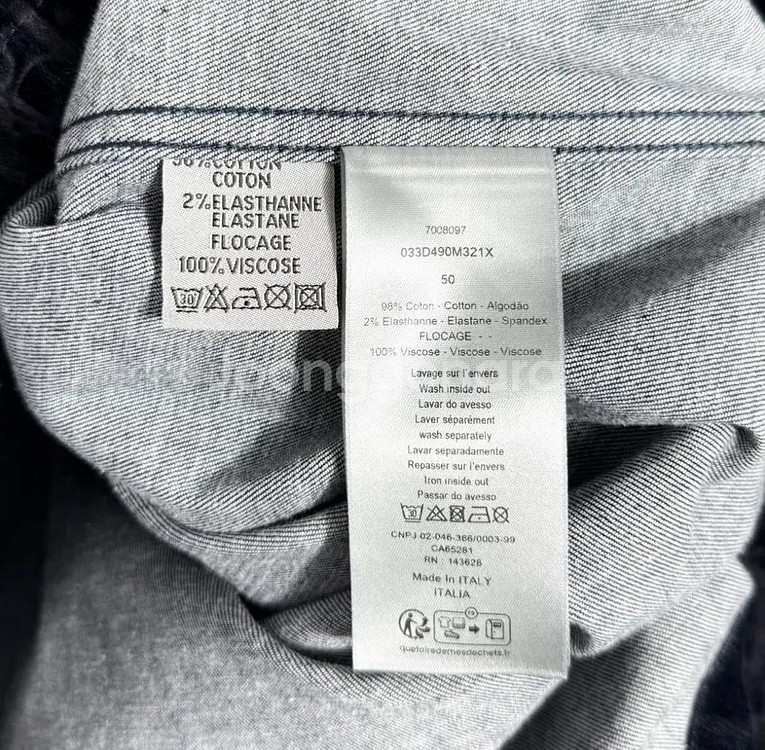 COTON
2%ELASTHANNE
ELASTANE
FLOCAGE
100%VISCOSE
30
7008097
033D490M321X
50
98% Coton - Cotton - Algodão
2% Elasthanne - Elastane - Spandex
FLOCAGE - -
100% Viscose - Viscose - Viscose
Lavage sur l'envers
Wash inside out
Lavar do avesso
Laver séparément
wash separately
Lavar separadamente
Repasser sur l'envers
Iron inside out
Passar do avesso
30
CNPJ 02-046-366/0003-99
CA65281
RN : 143628
Made in ITALY
ITALIA
FR
quefairedemesdechets.fr